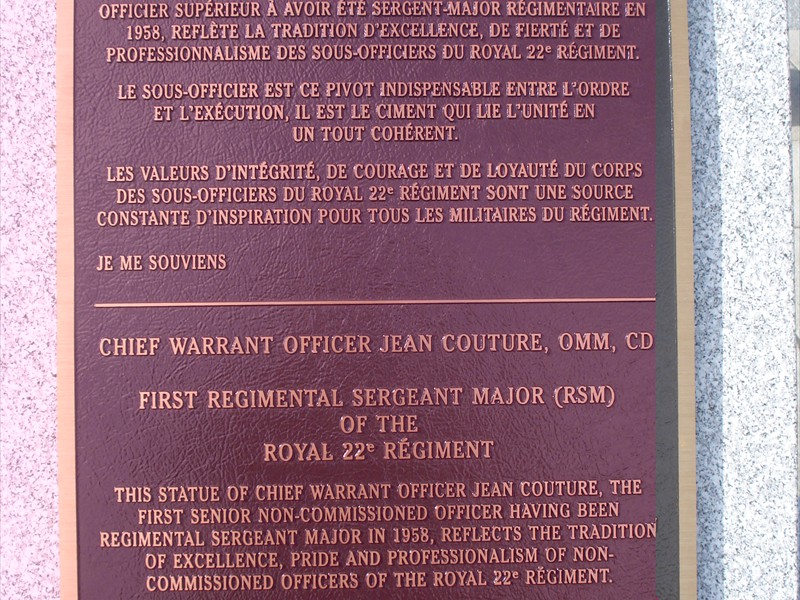 OFFICIER SUPÉRIEUR À AVOIR ÉTÉ SERGENT-MAJOR RÉGIMENTAIRE EN
1958, REFLÈTE LA TRADITION D'EXCELLENCE, DE FIERTÉ ET DE
PROFESSIONNALISME DES SOUS-OFFICIERS DU ROYAL 22e RÉGIMENT.
LE SOUS-OFFICIER EST CE PIVOT INDISPENSABLE ENTRE L'ORDRE
ET L'EXÉCUTION, IL EST LE CIMENT QUI LIE L'UNITÉ EN
UN TOUT COHÉRENT.
LES VALEURS D'INTÉGRITÉ, DE COURAGE ET DE LOYAUTÉ DU CORPS
DES SOUS-OFFICIERS DU ROYAL 22e RÉGIMENT SONT UNE SOURCE
CONSTANTE D'INSPIRATION POUR TOUS LES MILITAIRES DU RÉGIMENT.
JE ME SOUVIENS
CHIEF WARRANT OFFICER JEAN COUTURE, OMM, CD
FIRST REGIMENTAL SERGEANT MAJOR (RSM)
OF THE
ROYAL 22e RÉGIMENT
THIS STATUE OF CHIEF WARRANT OFFICER JEAN COUTURE, THE
FIRST SENIOR NON-COMMISSIONED OFFICER HAVING BEEN
REGIMENTAL SERGEANT MAJOR IN 1958, REFLECTS THE TRADITION
OF EXCELLENCE, PRIDE AND PROFESSIONALISM OF NON-
COMMISSIONED OFFICERS OF THE ROYAL 22e RÉGIMENT.